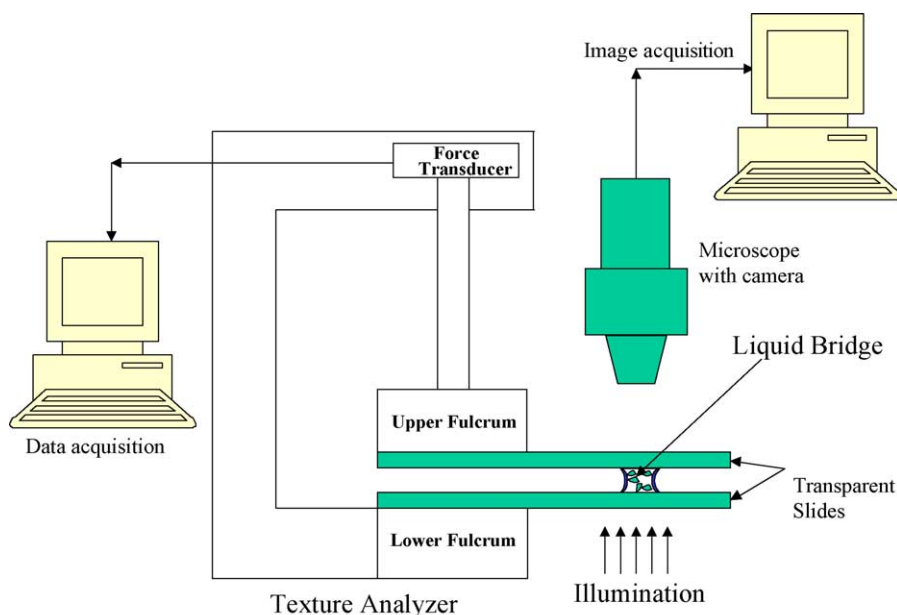 Image acquisition
Force
Transducer
Microscope
with camera
Liquid Bridge
Upper Fulcrum
Data acquisition
Transparent
Slides
Lower Fulcrum
Illumination
Texture Analyzer